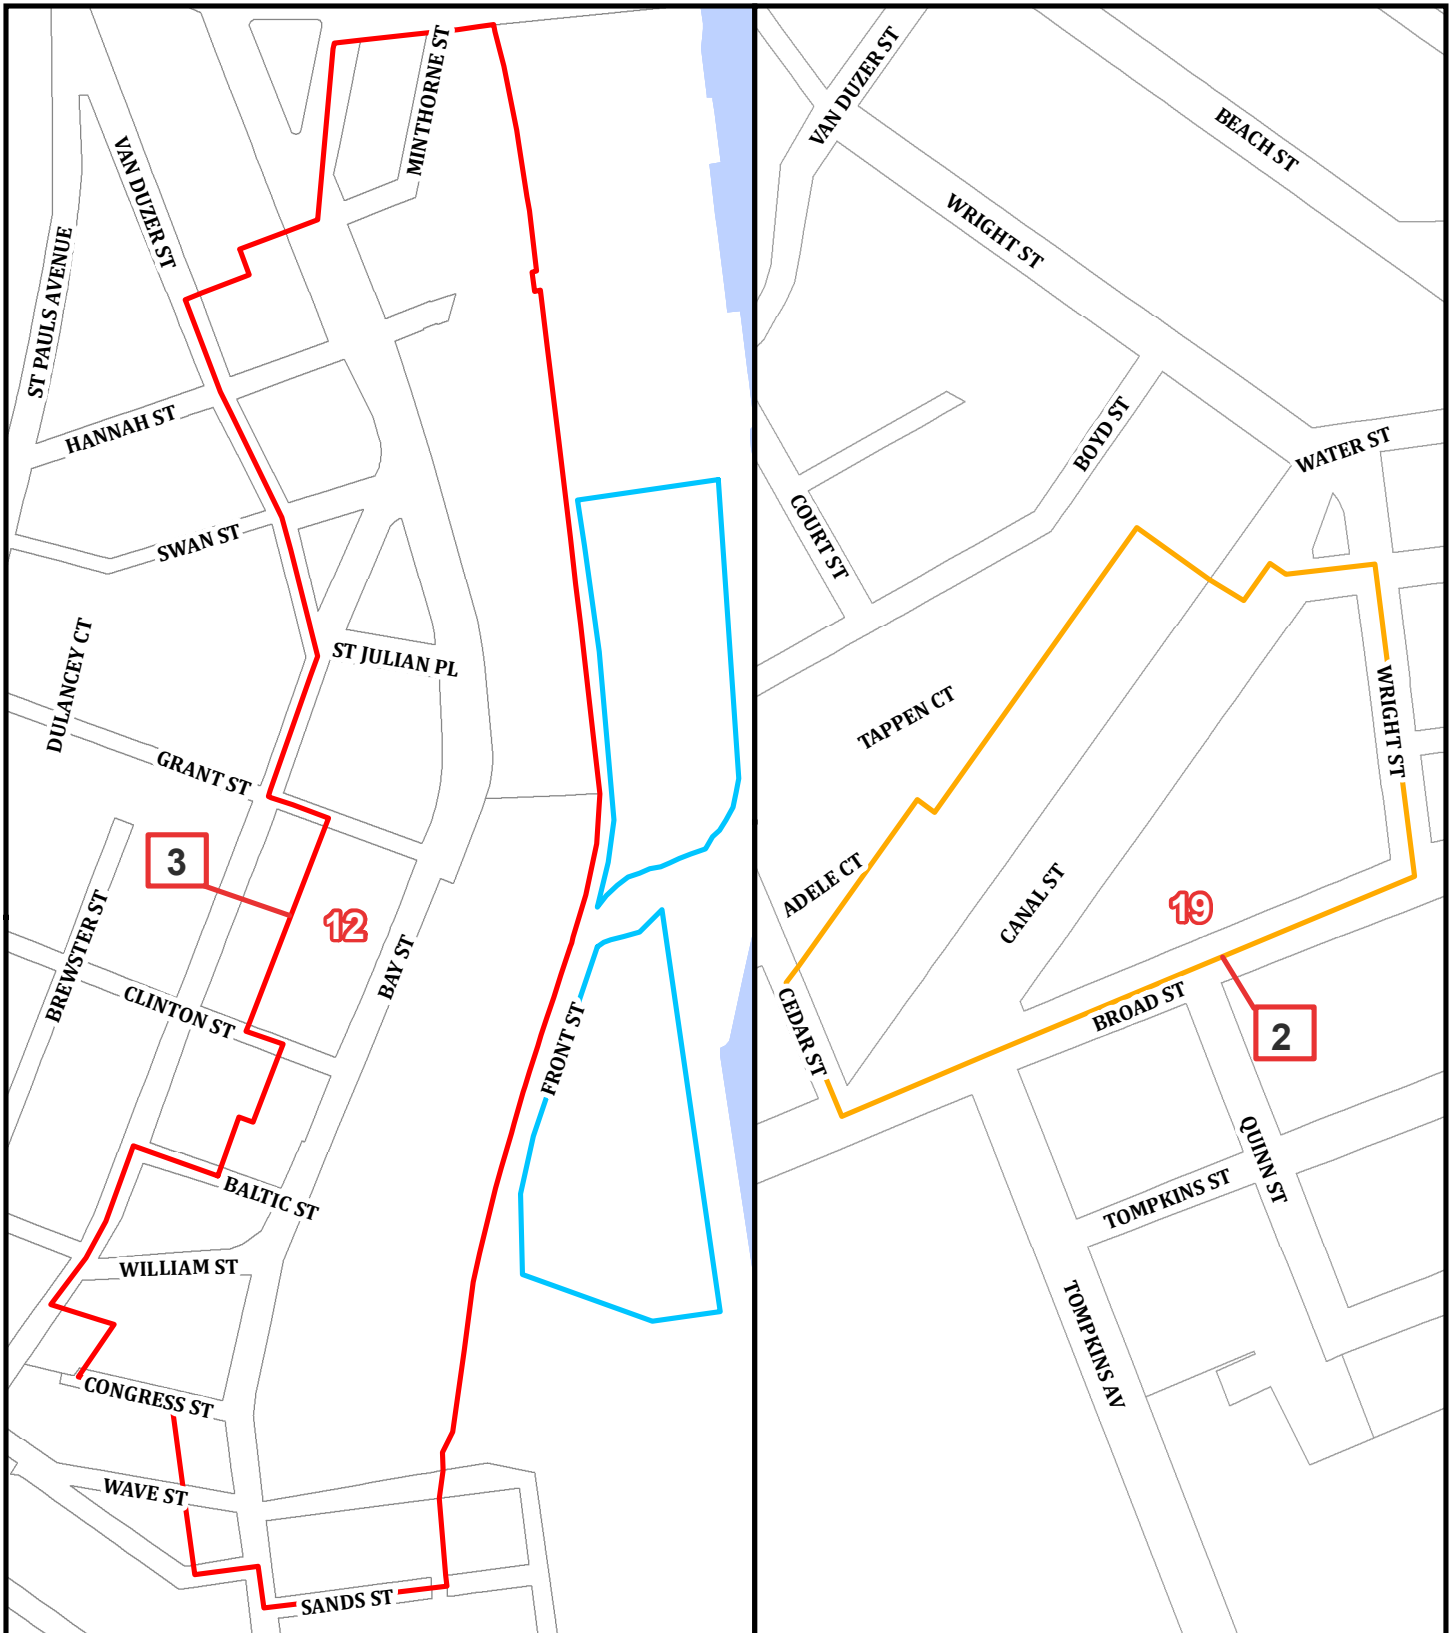 MINTHORNE ST
VAN DUZER ST
ST PAULS AVENUE
HANNAH ST
SWAN ST
DULANCEY CT
ST JULIAN PL
GRANT ST
3
12
BREWSTER ST
BAY ST
CLINTON ST
FRONT ST
BALTIC ST
WILLIAM ST
CONGRESS ST
WAVE ST
SANDS ST
VAN DUZER ST
BEACH ST
WRIGHT ST
BOYD ST
WATER ST
COURT ST
TAPPEN CT
WRIGHT ST
ADELE CT
CANAL ST
19
CEDAR ST
BROAD ST
2
QUINN ST
TOMPKINS ST
TOMPKINS AV